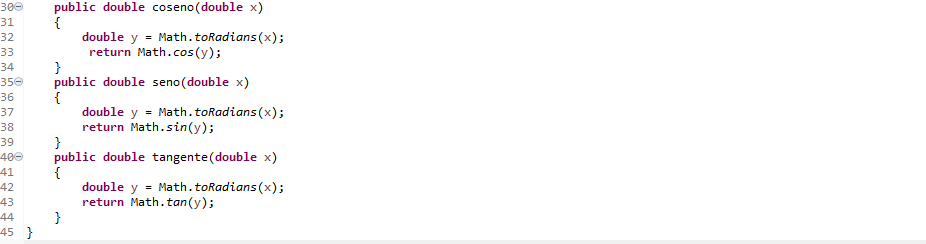 30 public double coseno(double x)
31 {
32 double y = Math.toRadians(x);
33 return Math.cos(y);
34 }
35 public double seno(double x)
36 {
37 double y = Math.toRadians(x);
38 return Math.sin(y);
39 }
40 public double tangente(double x)
41 {
42 double y = Math.toRadians(x);
43 return Math.tan(y);
44 }
45 }